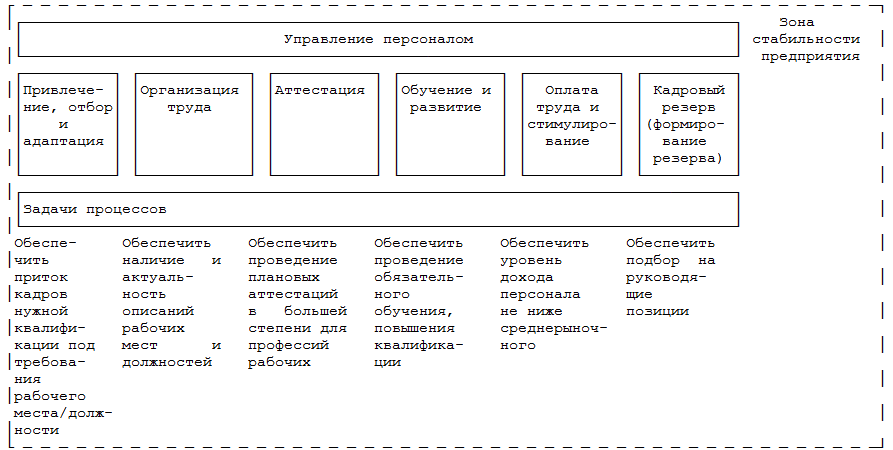 Зона
стабильности
предприятия
Управление персоналом
Привлече-
ние, отбор
и
адаптация
Организация
труда
Аттестация
Обучение и
развитие
Оплата
труда и
стимулиро-
вание
Кадровый
резерв
(формиро-
вание
резерва)
Задачи процессов
Обеспе-
чить
приток
кадров
нужной
квалифи-
кации под
требова-
ния
рабочего
места/долж-
ности
Обеспечить
наличие и
актуаль-
ность
описаний
рабочих
мест и
должностей
Обеспечить
проведение
плановых
аттестаций
в большей
степени для
профессий
рабочих
Обеспечить
проведение
обязатель-
ного
обучения,
повышения
квалифика-
ции
Обеспечить
уровень
дохода
персонала
не ниже
среднерыноч-
ного
Обеспечить
подбор на
руководя-
щие
позиции